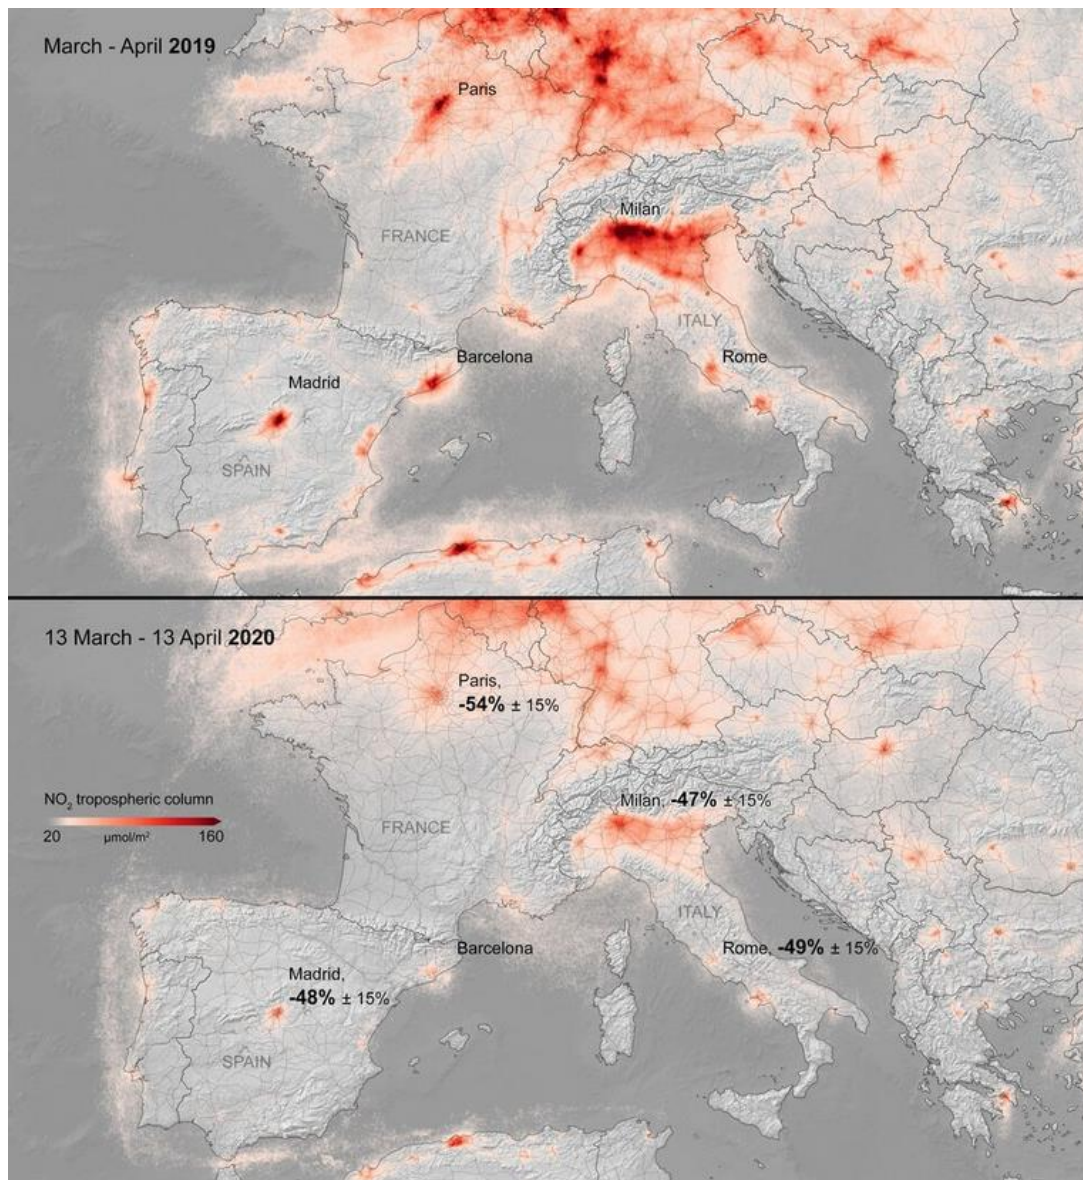 March - April 2019
Paris
Milan
FRANCE
ITALY
Barcelona
Rome
Madrid
SPAIN
13 March - 13 April 2020
Paris,
-54% ± 15%
NO₂ tropospheric column
20 µmol/m² 160
Milan, -47% ± 15%
FRANCE
ITALY
Barcelona
Rome, -49% ± 15%
Madrid,
-48% ± 15%
SPAIN